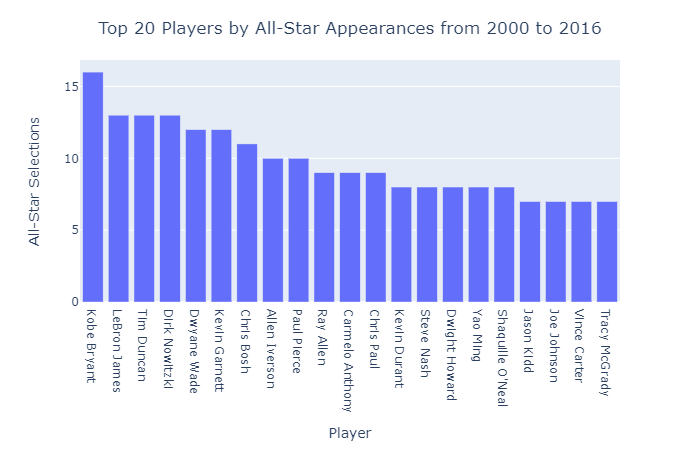 Top 20 Players by All-Star Appearances from 2000 to 2016
All-Star Selections
15
10
5
0
Kobe Bryant
LeBron James
Tim Duncan
Dirk Nowitzki
Dwyane Wade
Kevin Garnett
Chris Bosh
Allen Iverson
Paul Pierce
Ray Allen
Carmelo Anthony
Chris Paul
Kevin Durant
Steve Nash
Dwight Howard
Yao Ming
Shaquille O'Neal
Jason Kidd
Joe Johnson
Vince Carter
Tracy McGrady
Player